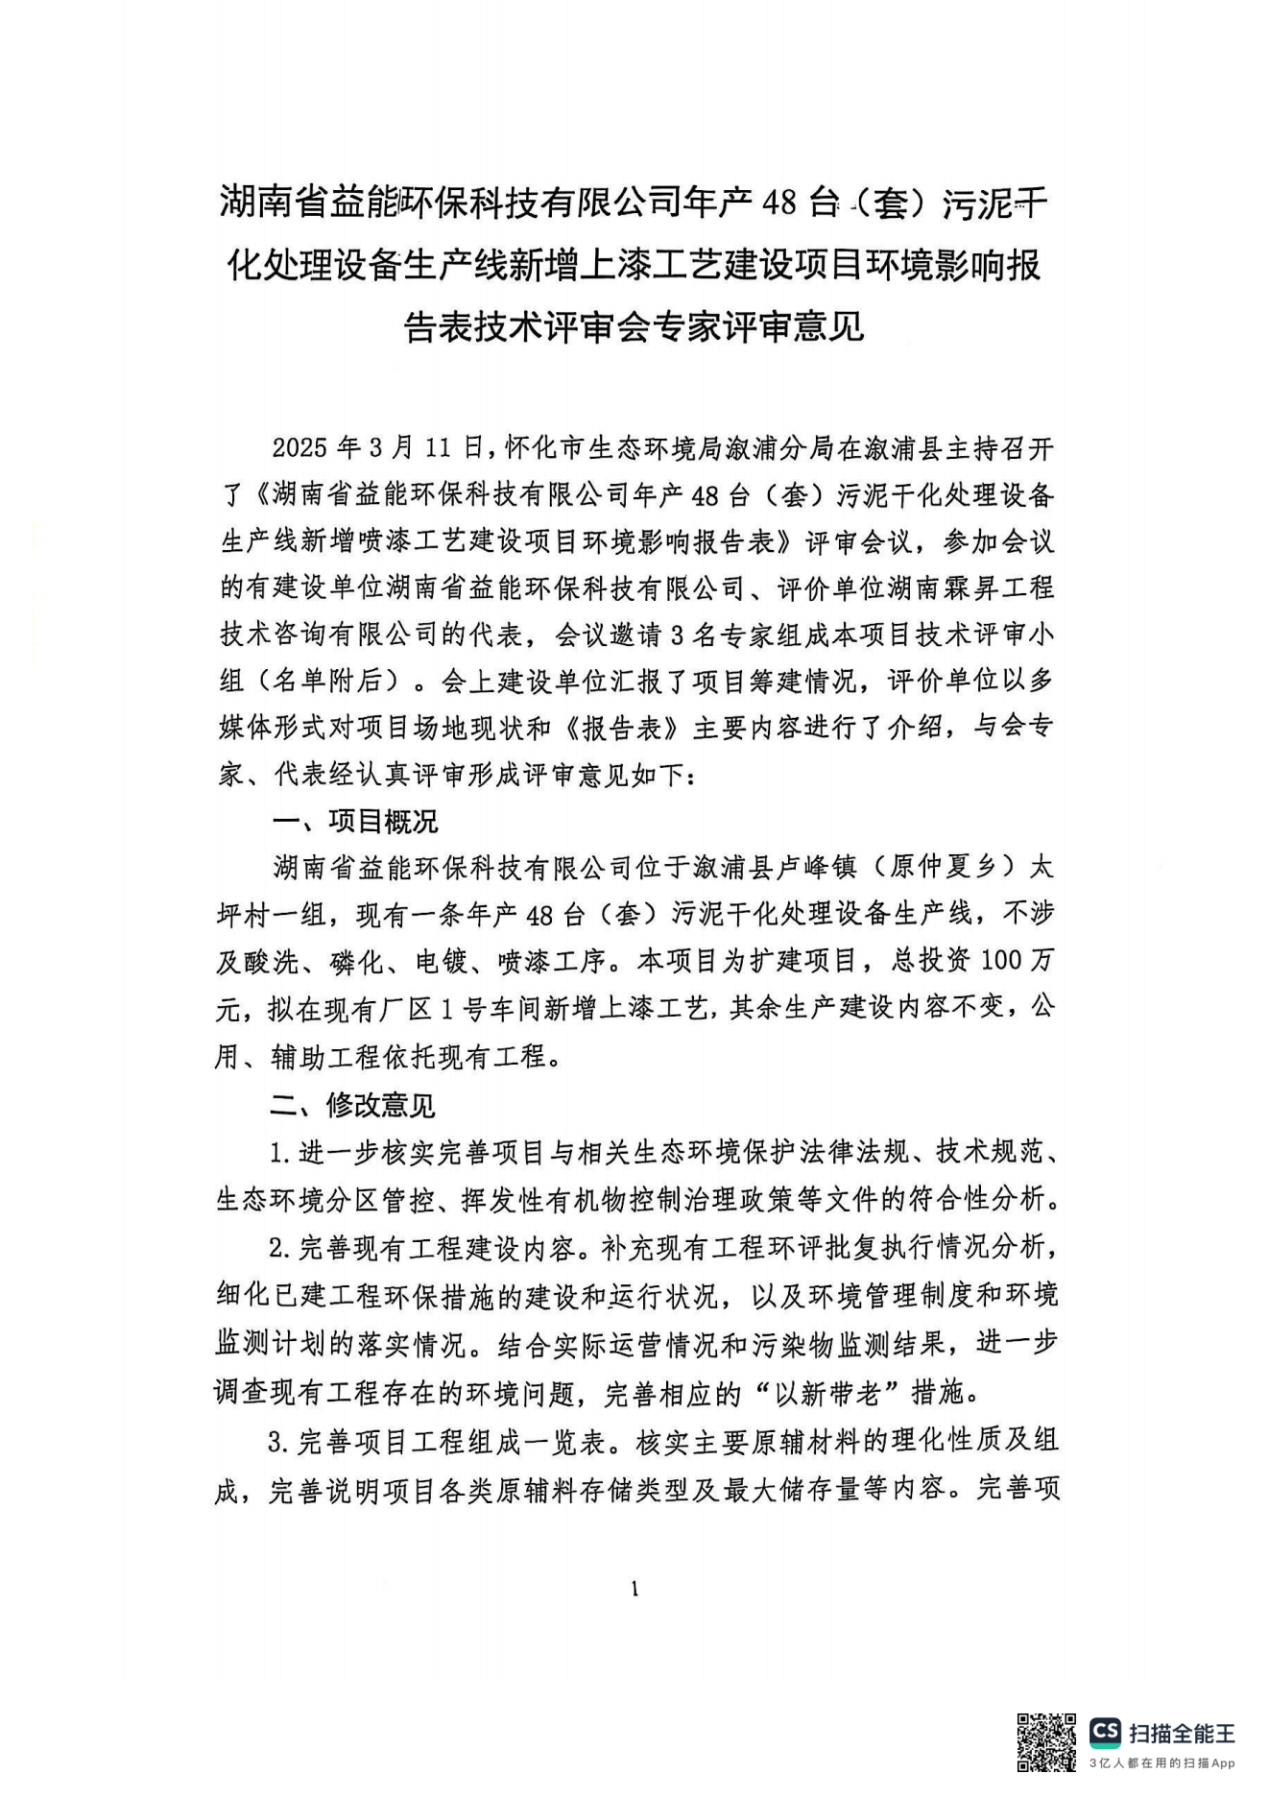 湖南省益能环保科技有限公司年产 48 台（套）污泥干
化处理设备生产线新增上漆工艺建设项目环境影响报
告表技术评审会专家评审意见
2025 年 3 月 11 日，怀化市生态环境局溆浦分局在溆浦县主持召开
了《湖南省益能环保科技有限公司年产 48 台（套）污泥干化处理设备
生产线新增喷漆工艺建设项目环境影响报告表》评审会议，参加会议
的有建设单位湖南省益能环保科技有限公司、评价单位湖南霖昇工程
技术咨询有限公司的代表，会议邀请 3 名专家组成本项目技术评审小
组（名单附后）。会上建设单位汇报了项目筹建情况，评价单位以多
媒体形式对项目场地现状和《报告表》主要内容进行了介绍，与会专
家、代表经认真评审形成评审意见如下：
一、项目概况
湖南省益能环保科技有限公司位于溆浦县卢峰镇（原仲夏乡）太
坪村一组，现有一条年产 48 台（套）污泥干化处理设备生产线，不涉
及酸洗、磷化、电镀、喷漆工序。本项目为扩建项目，总投资 100 万
元，拟在现有厂区 1 号车间新增上漆工艺，其余生产建设内容不变，公
用、辅助工程依托现有工程。
二、修改意见
1. 进一步核实完善项目与相关生态环境保护法律法规、技术规范、
生态环境分区管控、挥发性有机物控制治理政策等文件的符合性分析。
2. 完善现有工程建设内容。补充现有工程环评批复执行情况分析，
细化已建工程环保措施的建设和运行状况，以及环境管理制度和环境
监测计划的落实情况。结合实际运营情况和污染物监测结果，进一步
调查现有工程存在的环境问题，完善相应的“以新带老”措施。
3. 完善项目工程组成一览表。核实主要原辅材料的理化性质及组
成，完善说明项目各类原辅料存储类型及最大储存量等内容。完善项
1
CS 扫描全能王
3亿人都在用的扫描App